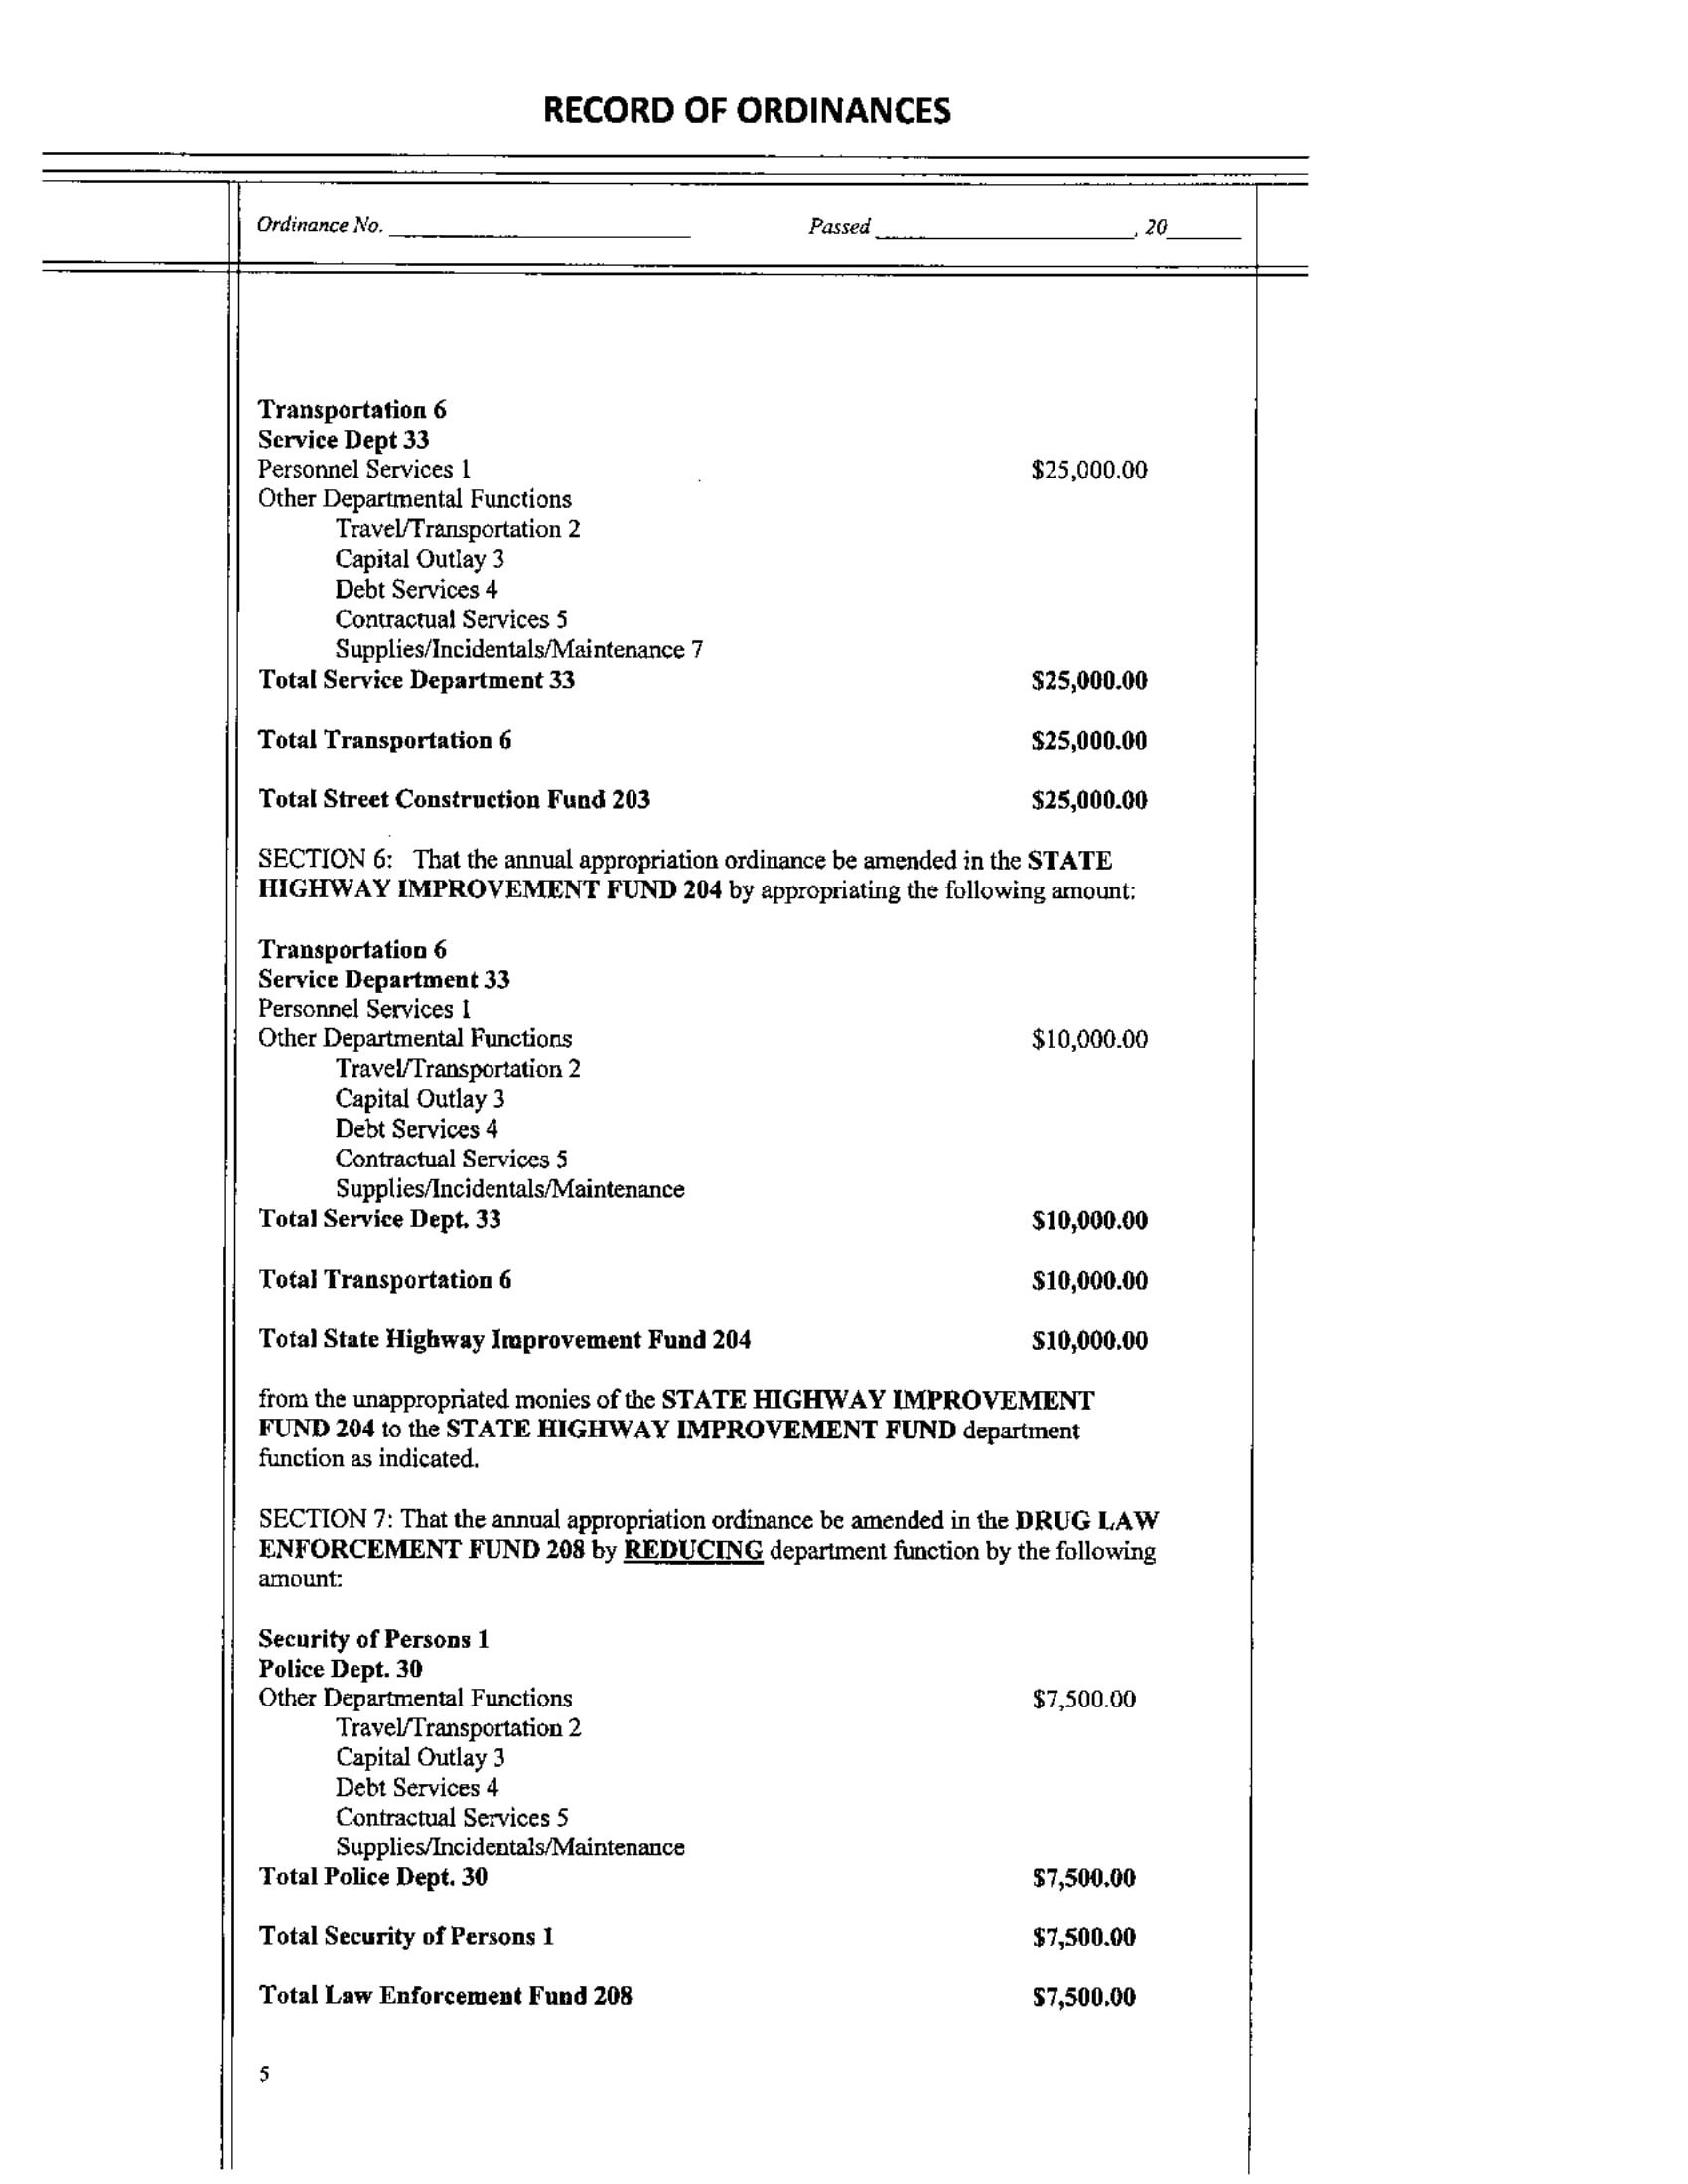 RECORD OF ORDINANCES
Ordinance No. Passed , 20
Transportation 6
Service Dept 33
Personnel Services 1 $25,000.00
Other Departmental Functions
Travel/Transportation 2
Capital Outlay 3
Debt Services 4
Contractual Services 5
Supplies/Incidentals/Maintenance 7
Total Service Department 33 $25,000.00
Total Transportation 6 $25,000.00
Total Street Construction Fund 203 $25,000.00
SECTION 6: That the annual appropriation ordinance be amended in the STATE
HIGHWAY IMPROVEMENT FUND 204 by appropriating the following amount:
Transportation 6
Service Department 33
Personnel Services 1
Other Departmental Functions $10,000.00
Travel/Transportation 2
Capital Outlay 3
Debt Services 4
Contractual Services 5
Supplies/Incidentals/Maintenance
Total Service Dept. 33 $10,000.00
Total Transportation 6 $10,000.00
Total State Highway Improvement Fund 204 $10,000.00
from the unappropriated monies of the STATE HIGHWAY IMPROVEMENT
FUND 204 to the STATE HIGHWAY IMPROVEMENT FUND department
function as indicated.
SECTION 7: That the annual appropriation ordinance be amended in the DRUG LAW
ENFORCEMENT FUND 208 by REDUCING department function by the following
amount:
Security of Persons 1
Police Dept. 30
Other Departmental Functions $7,500.00
Travel/Transportation 2
Capital Outlay 3
Debt Services 4
Contractual Services 5
Supplies/Incidentals/Maintenance
Total Police Dept. 30 $7,500.00
Total Security of Persons 1 $7,500.00
Total Law Enforcement Fund 208 $7,500.00
5